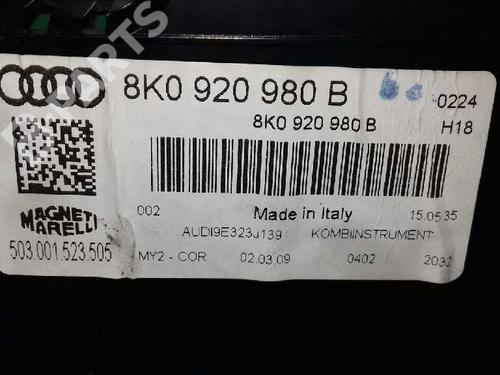 8K0 920 980 B
0224
8K0 920 980 B
H18
002
Made in Italy
15.05.35
AUDI9E323J139
KOMBIINSTRUMENT
MAGNETI
MARELLI
503.001.523.505
MY2 - COR
02.03.09
0402
2032